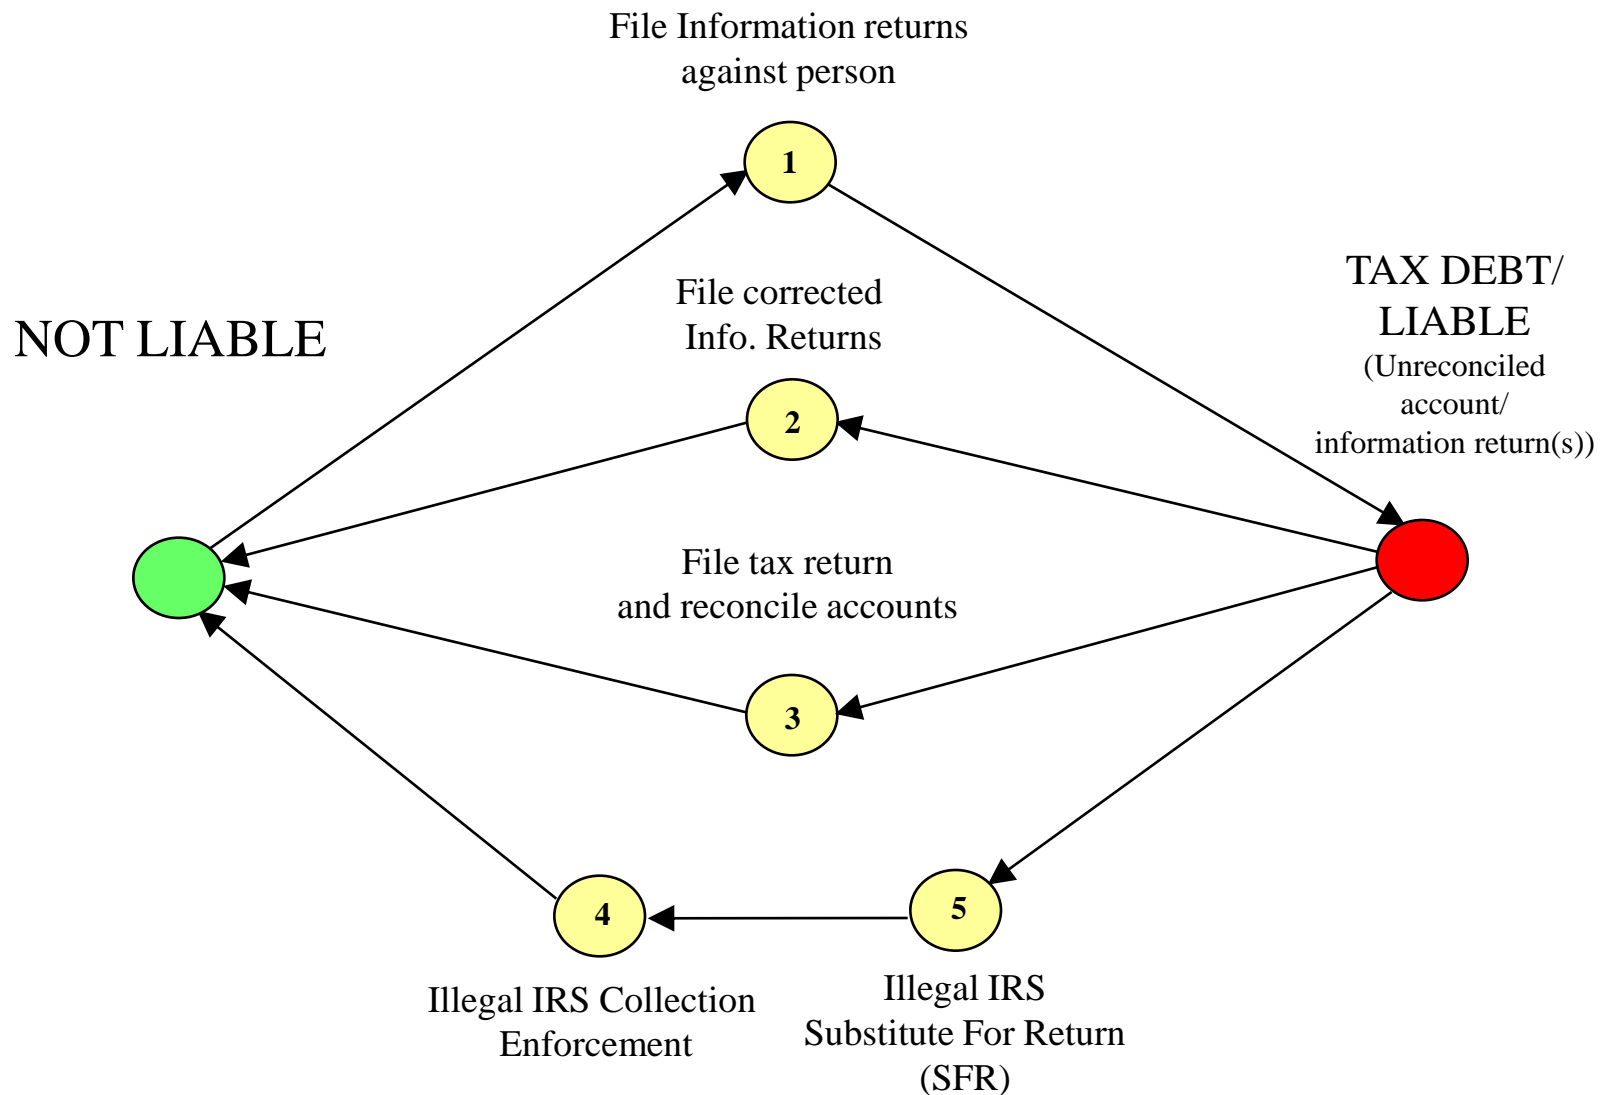 File Information returns
against person
1
TAX DEBT/
LIABLE
(Unreconciled
account/
information return(s))
File corrected
Info. Returns
NOT LIABLE
2
File tax return
and reconcile accounts
3
4
5
Illegal IRS Collection
Enforcement
Illegal IRS
Substitute For Return
(SFR)